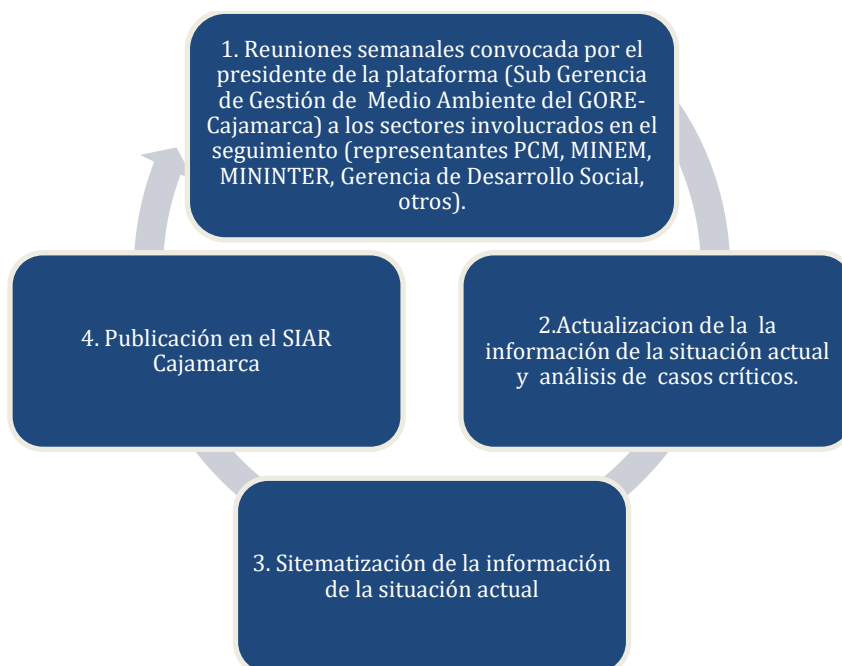 1. Reuniones semanales convocada por el
presidente de la plataforma (Sub Gerencia
de Gestión de Medio Ambiente del GORE-
Cajamarca) a los sectores involucrados en el
seguimiento (representantes PCM, MINEM,
MININTER, Gerencia de Desarrollo Social,
otros).
2.Actualizacion de la la
información de la situación actual
y análisis de casos críticos.
3. Sitematización de la información
de la situación actual
4. Publicación en el SIAR
Cajamarca